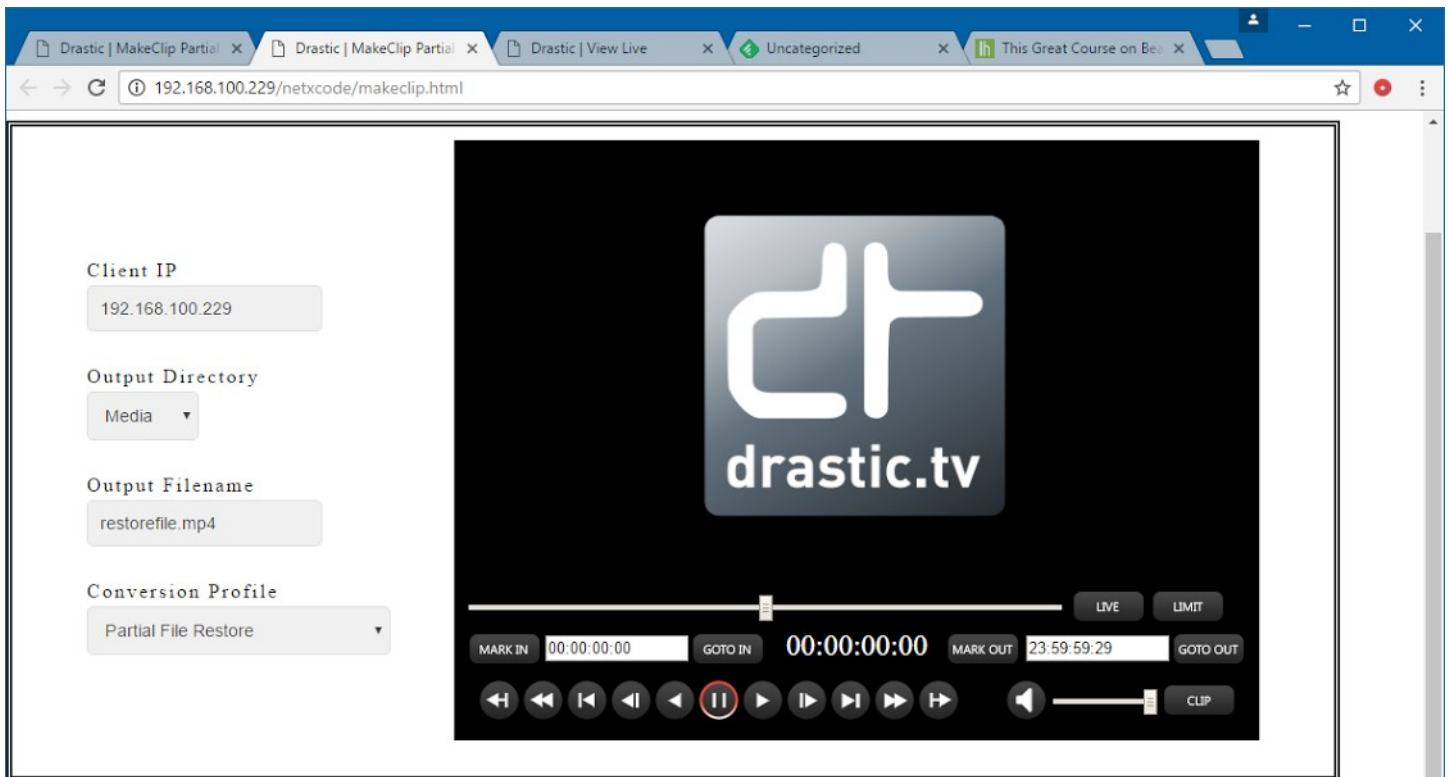 Drastic | MakeClip Partial
Drastic | MakeClip Partial
Drastic | View Live
Uncategorized
This Great Course on Bea
192.168.100.229/netxcode/makeclip.html
Client IP
192.168.100.229
Output Directory
Media
Output Filename
restorefile.mp4
Conversion Profile
Partial File Restore
dt
drastic.tv
LIVE LIMIT
MARK IN 00:00:00:00 GOTO IN 00:00:00:00 MARK OUT 23:59:59:29 GOTO OUT
CLIP